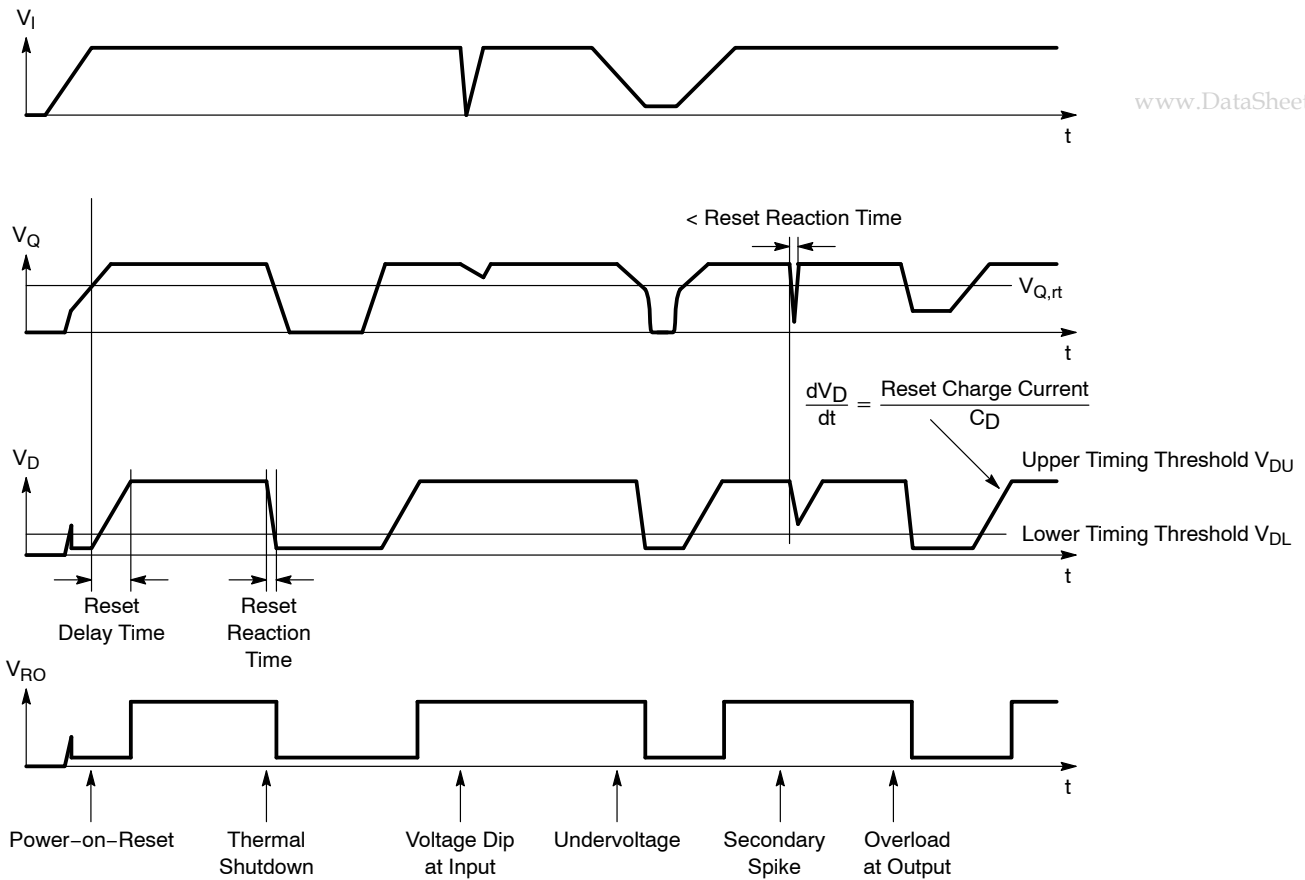 V_I
www.DataSheet
t
< Reset Reaction Time
V_Q
V_Q,rt
t
dV_D/dt = Reset Charge Current/C_D
V_D
Upper Timing Threshold V_DU
Lower Timing Threshold V_DL
t
Reset
Delay Time
Reset
Reaction
Time
V_RO
t
Power−on−Reset
Thermal
Shutdown
Voltage Dip
at Input
Undervoltage
Secondary
Spike
Overload
at Output